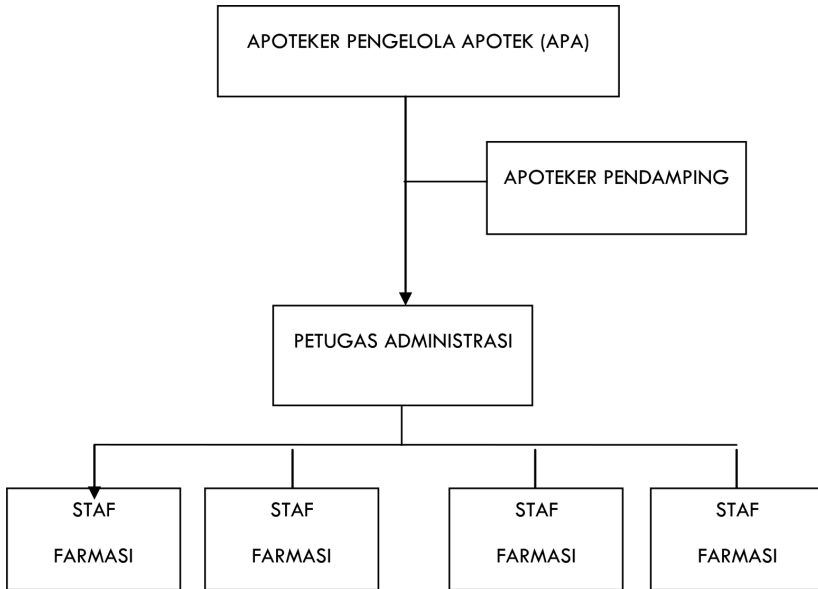 APOTEKER PENGELOLA APOTEK (APA)
APOTEKER PENDAMPING
PETUGAS ADMINISTRASI
STAF
FARMASI
STAF
FARMASI
STAF
FARMASI
STAF
FARMASI